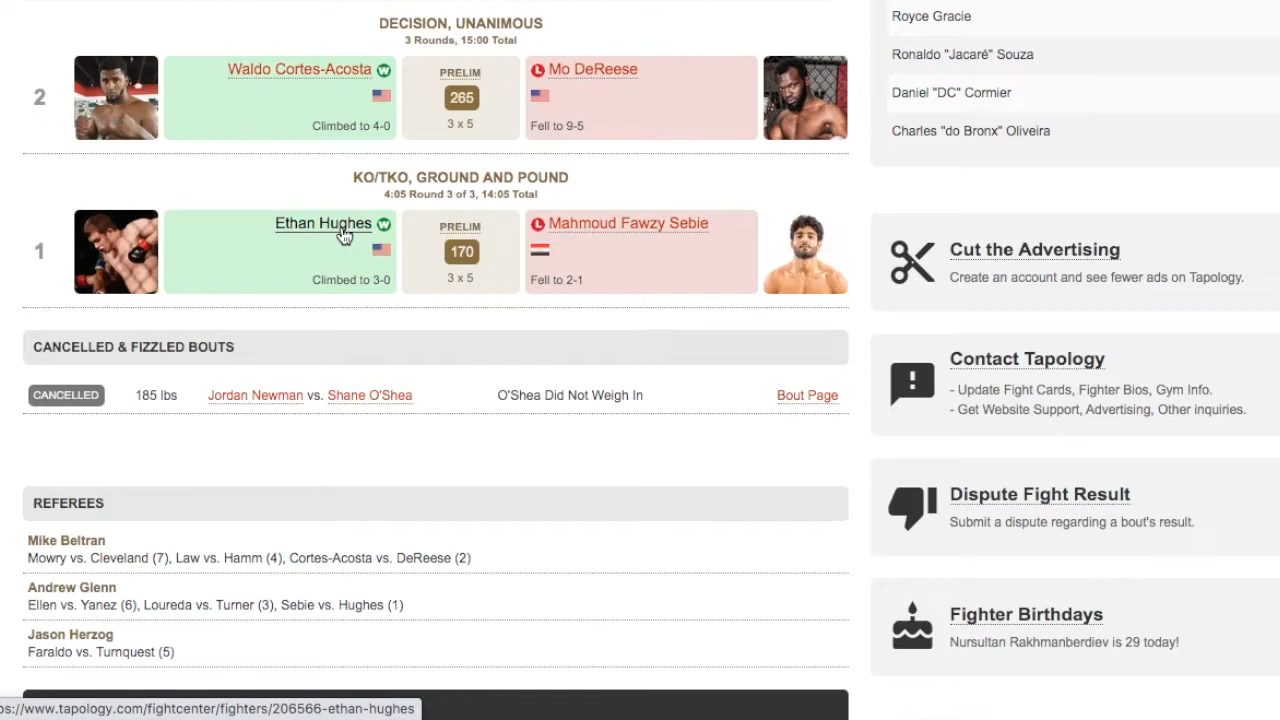 DECISION, UNANIMOUS
3 Rounds, 15:00 Total
2
Waldo Cortes-Acosta W
Climbed to 4-0
PRELIM
265
3 x 5
L Mo DeReese
Fell to 9-5
KO/TKO, GROUND AND POUND
4:05 Round 3 of 3, 14:05 Total
1
Ethan Hughes W
Climbed to 3-0
PRELIM
170
3 x 5
L Mahmoud Fawzy Sebie
Fell to 2-1
CANCELLED & FIZZLED BOUTS
CANCELLED 185 lbs Jordan Newman vs. Shane O'Shea O'Shea Did Not Weigh In Bout Page
REFEREES
Mike Beltran
Mowry vs. Cleveland (7), Law vs. Hamm (4), Cortes-Acosta vs. DeReese (2)
Andrew Glenn
Ellen vs. Yanez (6), Loureda vs. Turner (3), Sebie vs. Hughes (1)
Jason Herzog
Faraldo vs. Turnquest (5)
ps://www.tapology.com/fightcenter/fighters/206566-ethan-hughes
Royce Gracie
Ronaldo "Jacaré" Souza
Daniel "DC" Cormier
Charles "do Bronx" Oliveira
Cut the Advertising
Create an account and see fewer ads on Tapology.
Contact Tapology
- Update Fight Cards, Fighter Bios, Gym Info.
- Get Website Support, Advertising, Other inquiries.
Dispute Fight Result
Submit a dispute regarding a bout's result.
Fighter Birthdays
Nursultan Rakhmanberdiev is 29 today!